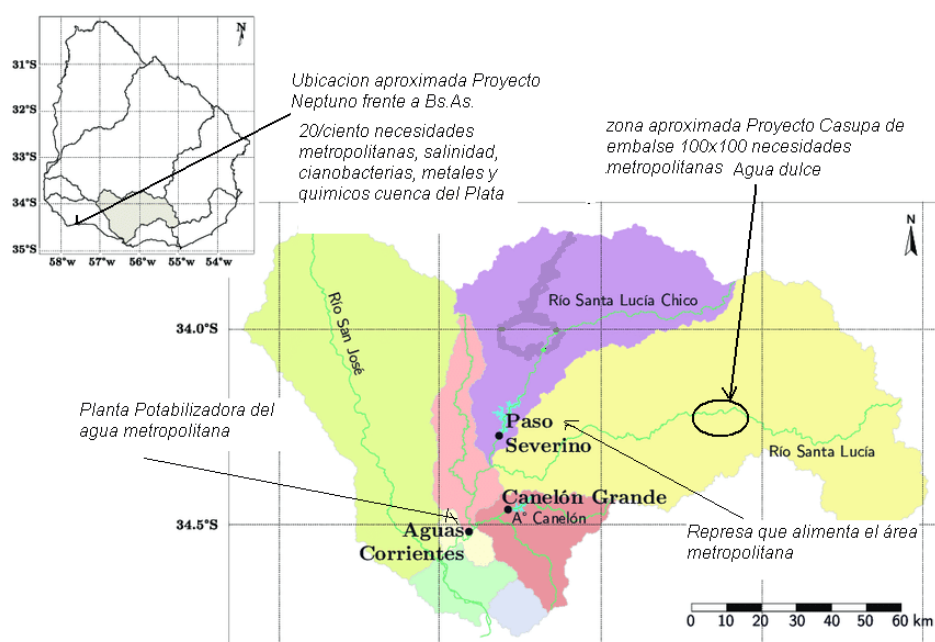 N
31°S
32°S
33°S
34°S
35°S
58°W 57°W 56°W 55°W 54°W
Ubicacion aproximada Proyecto
Neptuno frente a Bs.As.
20/ciento necesidades
metropolitanas, salinidad,
cianobacterias, metales y
quimicos cuenca del Plata
zona aproximada Proyecto Casupa de
embalse 100x100 necesidades
metropolitanas Agua dulce
N
Río San José
Río Santa Lucía Chico
34.0°S
Planta Potabilizadora del
agua metropolitana
Paso
Severino
Río Santa Lucía
Canelón Grande
A° Canelón
34.5°S
Aguas
Corrientes
Represa que alimenta el área
metropolitana
0 10 20 30 40 50 60 km